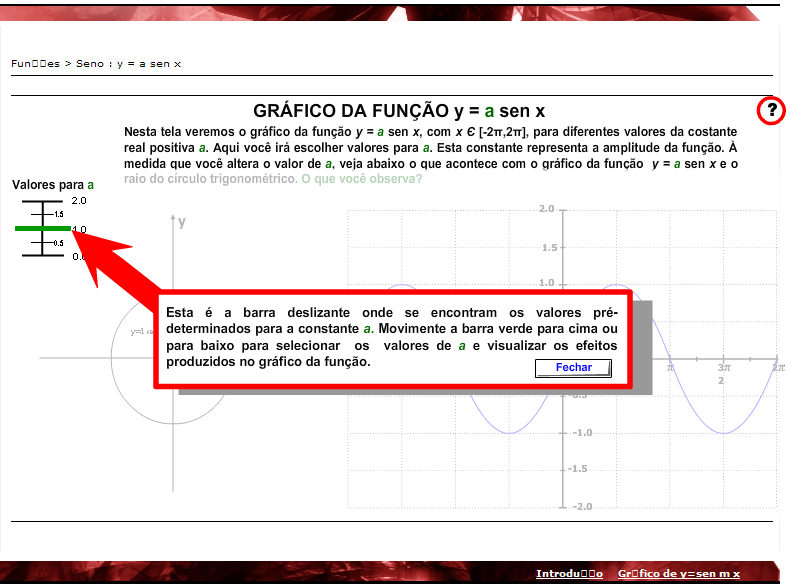 Fun▯▯es > Seno : y = a sen x
GRÁFICO DA FUNÇÃO y = a sen x
?
Nesta tela veremos o gráfico da função y = a sen x, com x Є [-2π,2π], para diferentes valores da costante
real positiva a. Aqui você irá escolher valores para a. Esta constante representa a amplitude da função. À
medida que você altera o valor de a, veja abaixo o que acontece com o gráfico da função y = a sen x e o
raio do círculo trigonométrico. O que você observa?
Valores para a
2.0
1.5
1.0
0.5
0.
y
y=1
2.0
1.5
1.0
Esta é a barra deslizante onde se encontram os valores pré-
determinados para a constante a. Movimente a barra verde para cima ou
para baixo para selecionar os valores de a e visualizar os efeitos
produzidos no gráfico da função.
Fechar
π
3π
2
2π
-0.5
-1.0
-1.5
-2.0
Introdu▯▯o Gr▯fico de y=sen m x